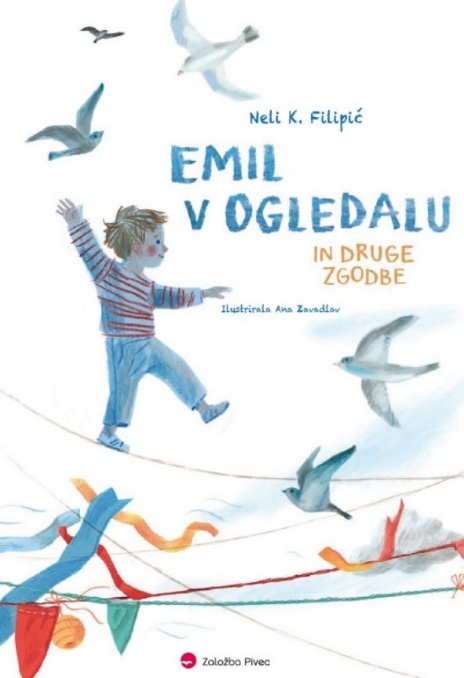 Neli K. Filipić
EMIL
V OGLEDALU
IN DRUGE
ZGODBE
Ilustrirala Ana Zavadlav
Založba Pivec